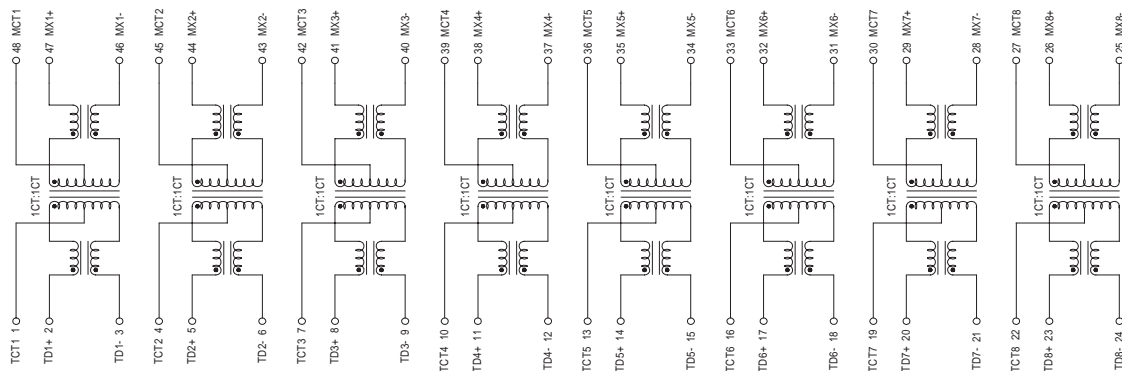 48 MCT1
47 MX1+
46 MX1-
45 MCT2
44 MX2+
43 MX2-
42 MCT3
41 MX3+
40 MX3-
39 MCT4
38 MX4+
37 MX4-
36 MCT5
35 MX5+
34 MX5-
33 MCT6
32 MX6+
31 MX6-
30 MCT7
29 MX7+
28 MX7-
27 MCT8
26 MX8+
25 MX8-
1CT:1CT
1CT:1CT
1CT:1CT
1CT:1CT
1CT:1CT
1CT:1CT
1CT:1CT
1CT:1CT
TCT1 1
TD1+ 2
TD1- 3
TCT2 4
TD2+ 5
TD2- 6
TCT3 7
TD3+ 8
TD3- 9
TCT4 10
TD4+ 11
TD4- 12
TCT5 13
TD5+ 14
TD5- 15
TCT6 16
TD6+ 17
TD6- 18
TCT7 19
TD7+ 20
TD7- 21
TCT8 22
TD8+ 23
TD8- 24